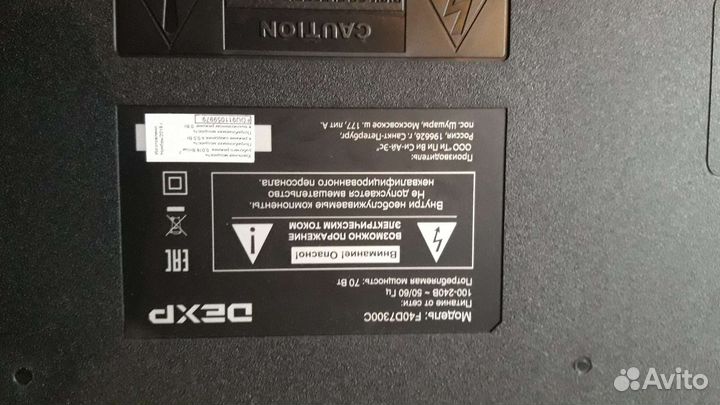 DEXP
Модель: F40D7300C
Питание от сети:
100-240В ~ 50/60 Гц
Потребляемая мощность: 70 Вт
Внимание! Опасно!
ВОЗМОЖНО ПОРАЖЕНИЕ
ЭЛЕКТРИЧЕСКИМ ТОКОМ
Внутри необслуживаемые компоненты.
Не допускается вмешательство
неквалифицированного персонала.
EAC
Производитель:
ООО "Ти Пи Ви Си-Ай-Эс"
Россия, 196626, г. Санкт-Петербург,
пос. Шушары, Московское ш. 177, лит А.
CAUTION
Avito